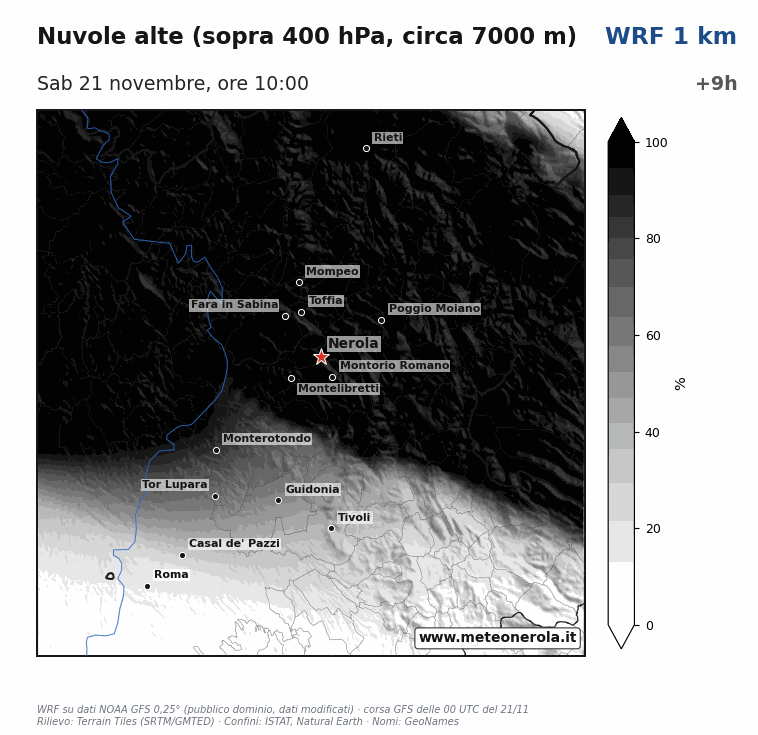 Nuvole alte (sopra 400 hPa, circa 7000 m) WRF 1 km
Sab 21 novembre, ore 10:00 +9h
Rieti
Mompeo
Toffia
Fara in Sabina
Poggio Moiano
Nerola
Montorio Romano
Montelibretti
Monterotondo
Tor Lupara
Guidonia
Tivoli
Casal de' Pazzi
Roma
www.meteonerola.it
100
80
60
40
20
0
%
WRF su dati NOAA GFS 0,25° (pubblico dominio, dati modificati) · corsa GFS delle 00 UTC del 21/11
Rilievo: Terrain Tiles (SRTM/GMTED) · Confini: ISTAT, Natural Earth · Nomi: GeoNames